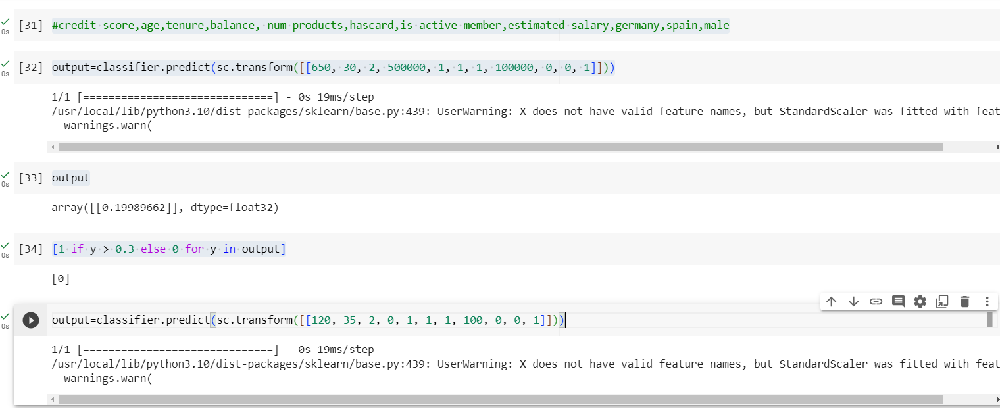 [31] #credit score,age,tenure,balance, num products,hascard,is active member,estimated salary,germany,spain,male
0s
[32] output=classifier.predict(sc.transform([[650, 30, 2, 500000, 1, 1, 1, 100000, 0, 0, 1]]))
0s
1/1 [==============================] - 0s 19ms/step
/usr/local/lib/python3.10/dist-packages/sklearn/base.py:439: UserWarning: X does not have valid feature names, but StandardScaler was fitted with feat
warnings.warn(
[33] output
0s
array([[0.19989662]], dtype=float32)
[34] [1 if y > 0.3 else 0 for y in output]
0s
[0]
output=classifier.predict(sc.transform([[120, 35, 2, 0, 1, 1, 1, 100, 0, 0, 1]]))
0s
1/1 [==============================] - 0s 19ms/step
/usr/local/lib/python3.10/dist-packages/sklearn/base.py:439: UserWarning: X does not have valid feature names, but StandardScaler was fitted with feat
warnings.warn(